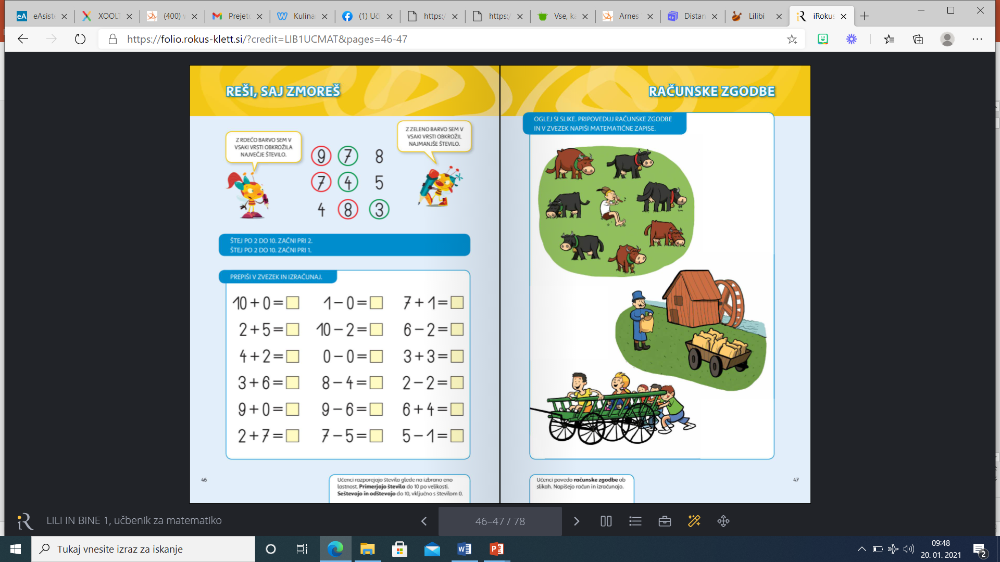 eA eAsiste
XOOLT
(400) w
Prejeto
Kulina
(1) Uči
https:/
https:/
Vse, ka
Arnes
Distan
Lilibi
iRokus
https://folio.rokus-klett.si/?credit=LIB1UCMAT&pages=46-47
REŠI, SAJ ZMOREŠ
Z RDEČO BARVO SEM V
VSAKI VRSTI OBKROŽILA
NAJVEČJE ŠTEVILO.
Z ZELENO BARVO SEM V
VSAKI VRSTI OBKROŽIL
NAJMANJŠE ŠTEVILO.
9 7 8
7 4 5
4 8 3
ŠTEJ PO 2 DO 10. ZAČNI PRI 2.
ŠTEJ PO 2 DO 10. ZAČNI PRI 1.
PREPIŠI V ZVEZEK IN IZRAČUNAJ.
10 + 0 = 1 - 0 = 7 + 1 =
2 + 5 = 10 - 2 = 6 - 2 =
4 + 2 = 0 - 0 = 3 + 3 =
3 + 6 = 8 - 4 = 2 - 2 =
9 + 0 = 9 - 6 = 6 + 4 =
2 + 7 = 7 - 5 = 5 - 1 =
46
Učenci razporejajo števila glede na izbrano eno
lastnost. Primerjajo števila do 10 po velikosti.
Seštevajo in odštevajo do 10, vključno s številom 0.
RAČUNSKE ZGODBE
OGLEJ SI SLIKE. PRIPOVEDUJ RAČUNSKE ZGODBE
IN V ZVEZEK NAPIŠI MATEMATIČNE ZAPISE.
Učenci povedo računske zgodbe ob
slikah. Napišejo račun in izračunajo.
47
iR LILI IN BINE 1, učbenik za matematiko
46–47 / 78
Tukaj vnesite izraz za iskanje
09:48
20. 01. 2021
2